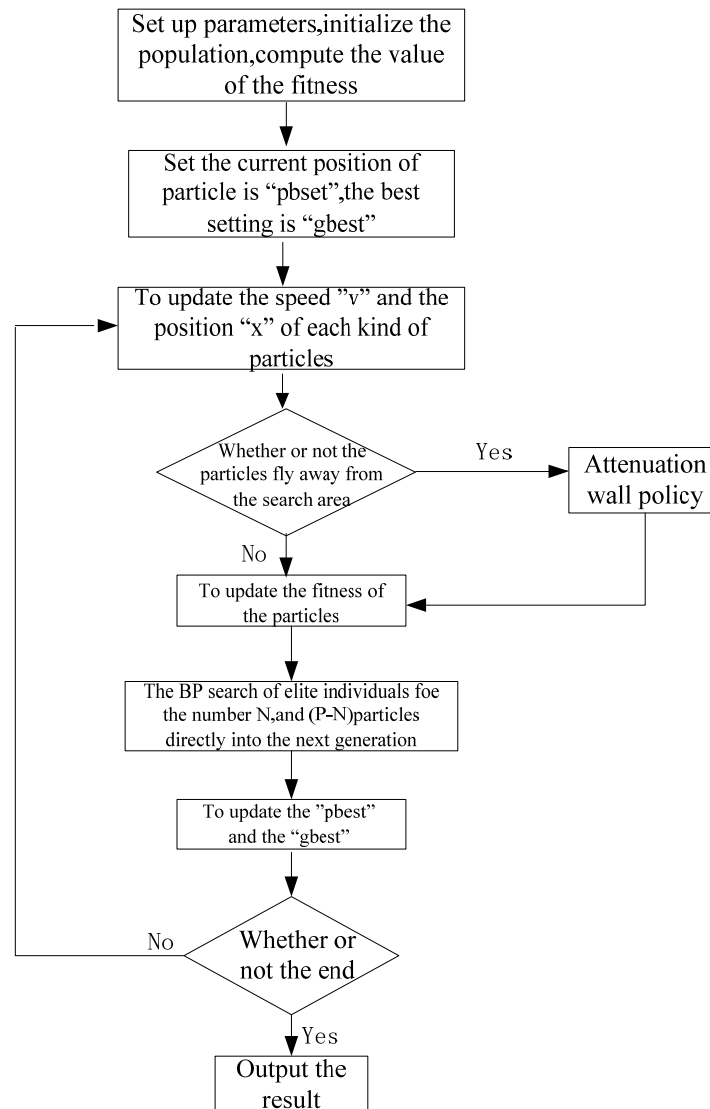 Set up parameters,initialize the
population,compute the value
of the fitness
Set the current position of
particle is “pbset”,the best
setting is “gbest”
To update the speed ”v” and the
position “x” of each kind of
particles
Whether or not the
particles fly away from
the search area
Yes
Attenuation
wall policy
No
To update the fitness of
the particles
The BP search of elite individuals foe
the number N,and (P-N)particles
directly into the next generation
To update the ”pbest”
and the “gbest”
No
Whether or
not the end
Yes
Output the
result